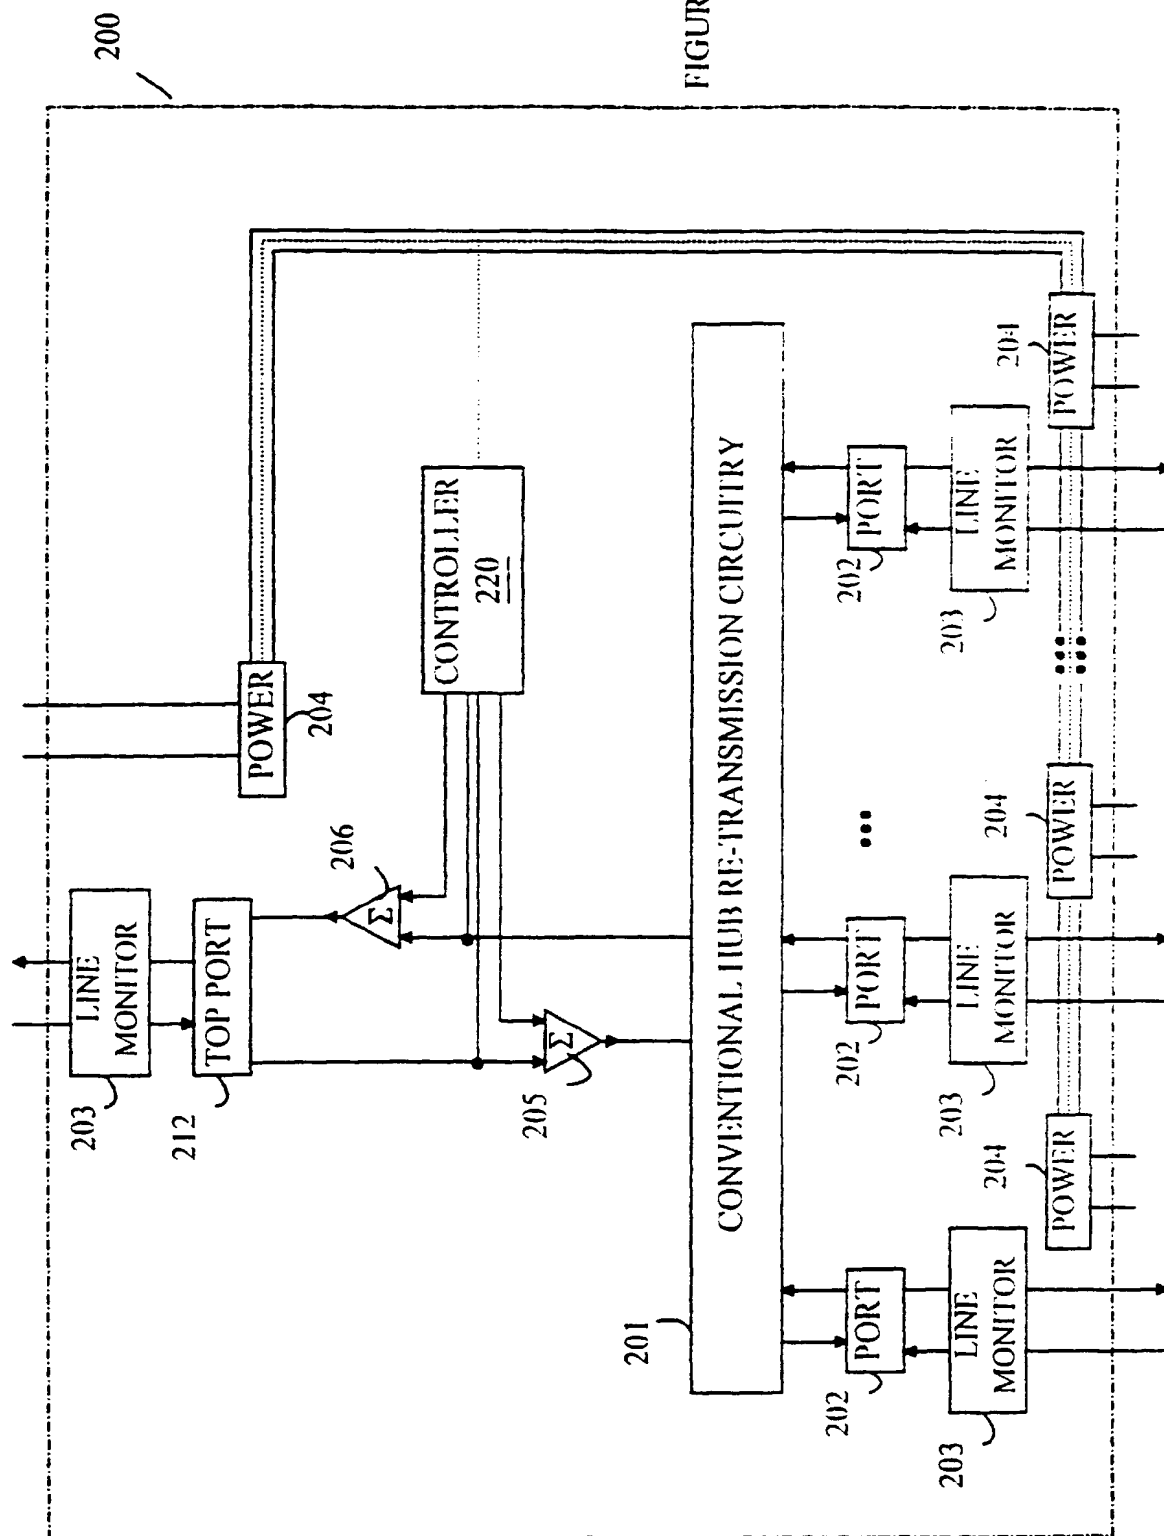 200
FIGUR
LINE
MONITOR
203
TOP PORT
212
POWER
204
206
Σ
CONTROLLER
220
Σ
205
CONVENTIONAL HUB RE-TRANSMISSION CIRCUITRY
201
PORT
202
PORT
202
PORT
202
LINE
MONITOR
203
LINE
MONITOR
203
LINE
MONITOR
203
POWER
204
POWER
204
POWER
204